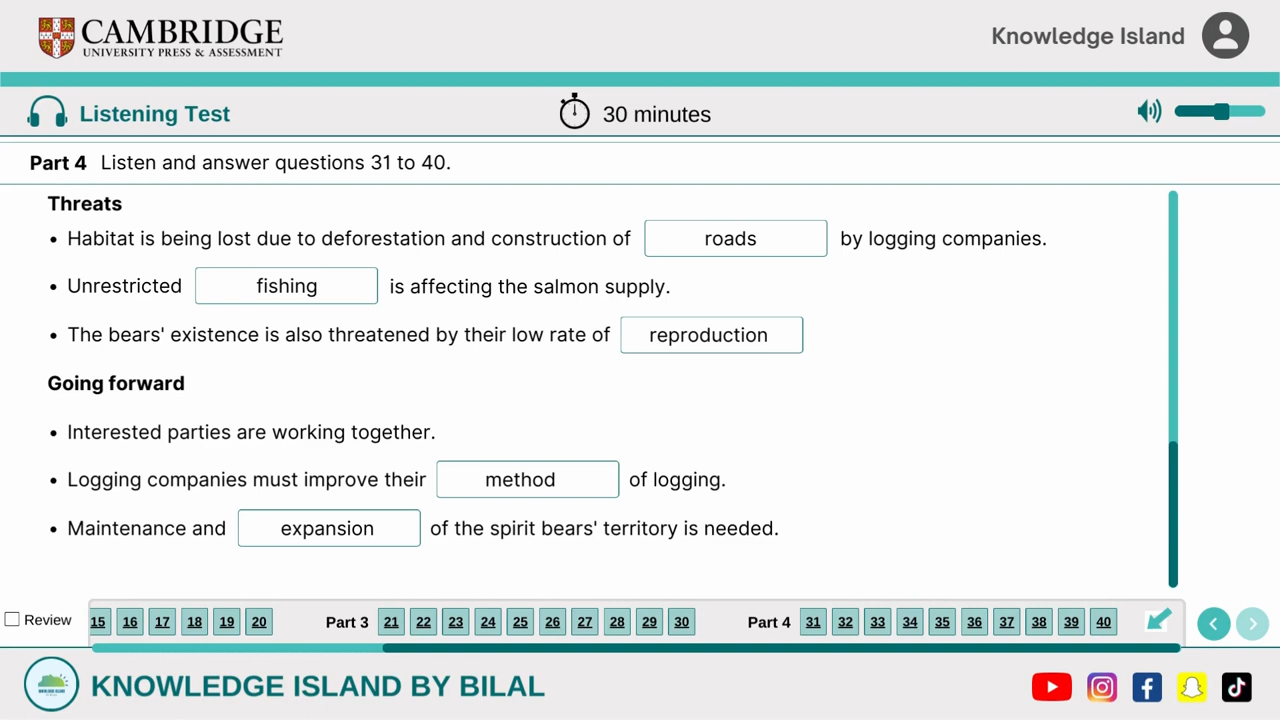 CAMBRIDGE
UNIVERSITY PRESS & ASSESSMENT
Knowledge Island
Listening Test
30 minutes
Part 4 Listen and answer questions 31 to 40.
Threats
• Habitat is being lost due to deforestation and construction of roads by logging companies.
• Unrestricted fishing is affecting the salmon supply.
• The bears' existence is also threatened by their low rate of reproduction
Going forward
• Interested parties are working together.
• Logging companies must improve their method of logging.
• Maintenance and expansion of the spirit bears' territory is needed.
Review 15 16 17 18 19 20 Part 3 21 22 23 24 25 26 27 28 29 30 Part 4 31 32 33 34 35 36 37 38 39 40
KNOWLEDGE ISLAND BY BILAL